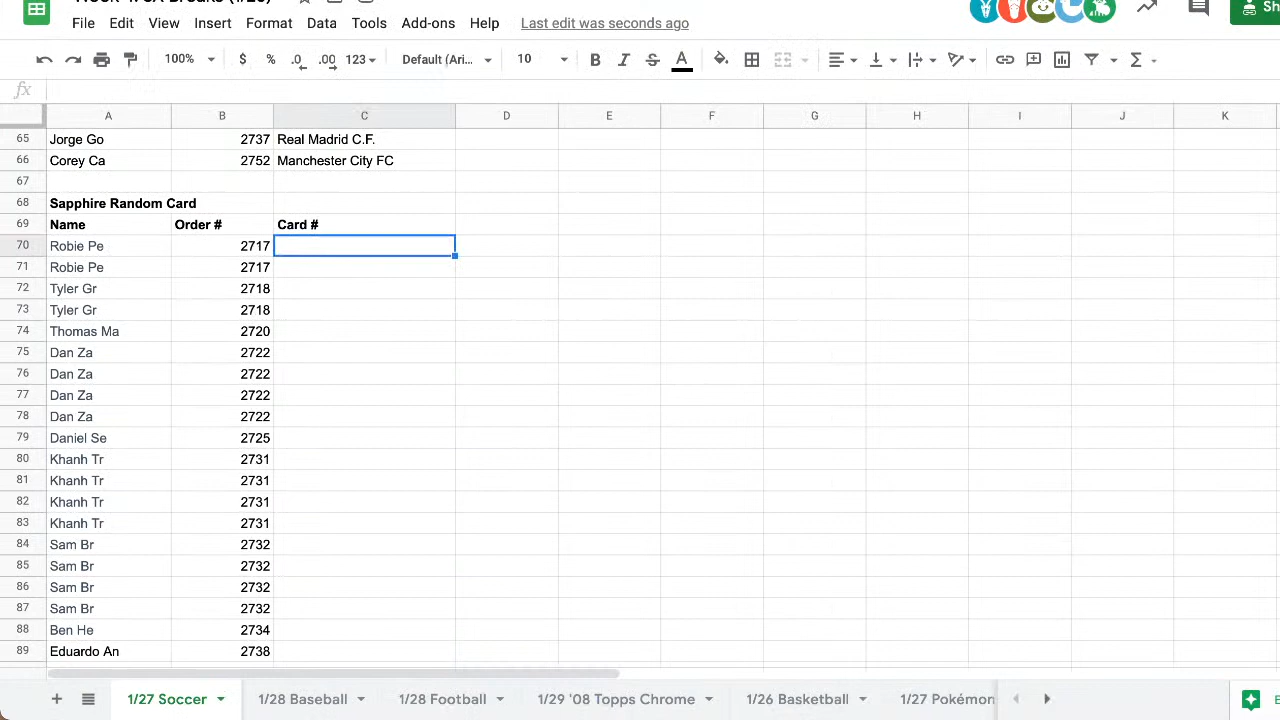 File Edit View Insert Format Data Tools Add-ons Help Last edit was seconds ago
100% $ % .0 .00 123 Default (Ari... 10 B I S A Σ
fx
A B C D E F G H I J K
65 Jorge Go 2737 Real Madrid C.F.
66 Corey Ca 2752 Manchester City FC
67
68 Sapphire Random Card
69 Name Order # Card #
70 Robie Pe 2717
71 Robie Pe 2717
72 Tyler Gr 2718
73 Tyler Gr 2718
74 Thomas Ma 2720
75 Dan Za 2722
76 Dan Za 2722
77 Dan Za 2722
78 Dan Za 2722
79 Daniel Se 2725
80 Khanh Tr 2731
81 Khanh Tr 2731
82 Khanh Tr 2731
83 Khanh Tr 2731
84 Sam Br 2732
85 Sam Br 2732
86 Sam Br 2732
87 Sam Br 2732
88 Ben He 2734
89 Eduardo An 2738
+ 1/27 Soccer 1/28 Baseball 1/28 Football 1/29 '08 Topps Chrome 1/26 Basketball 1/27 Pokémon